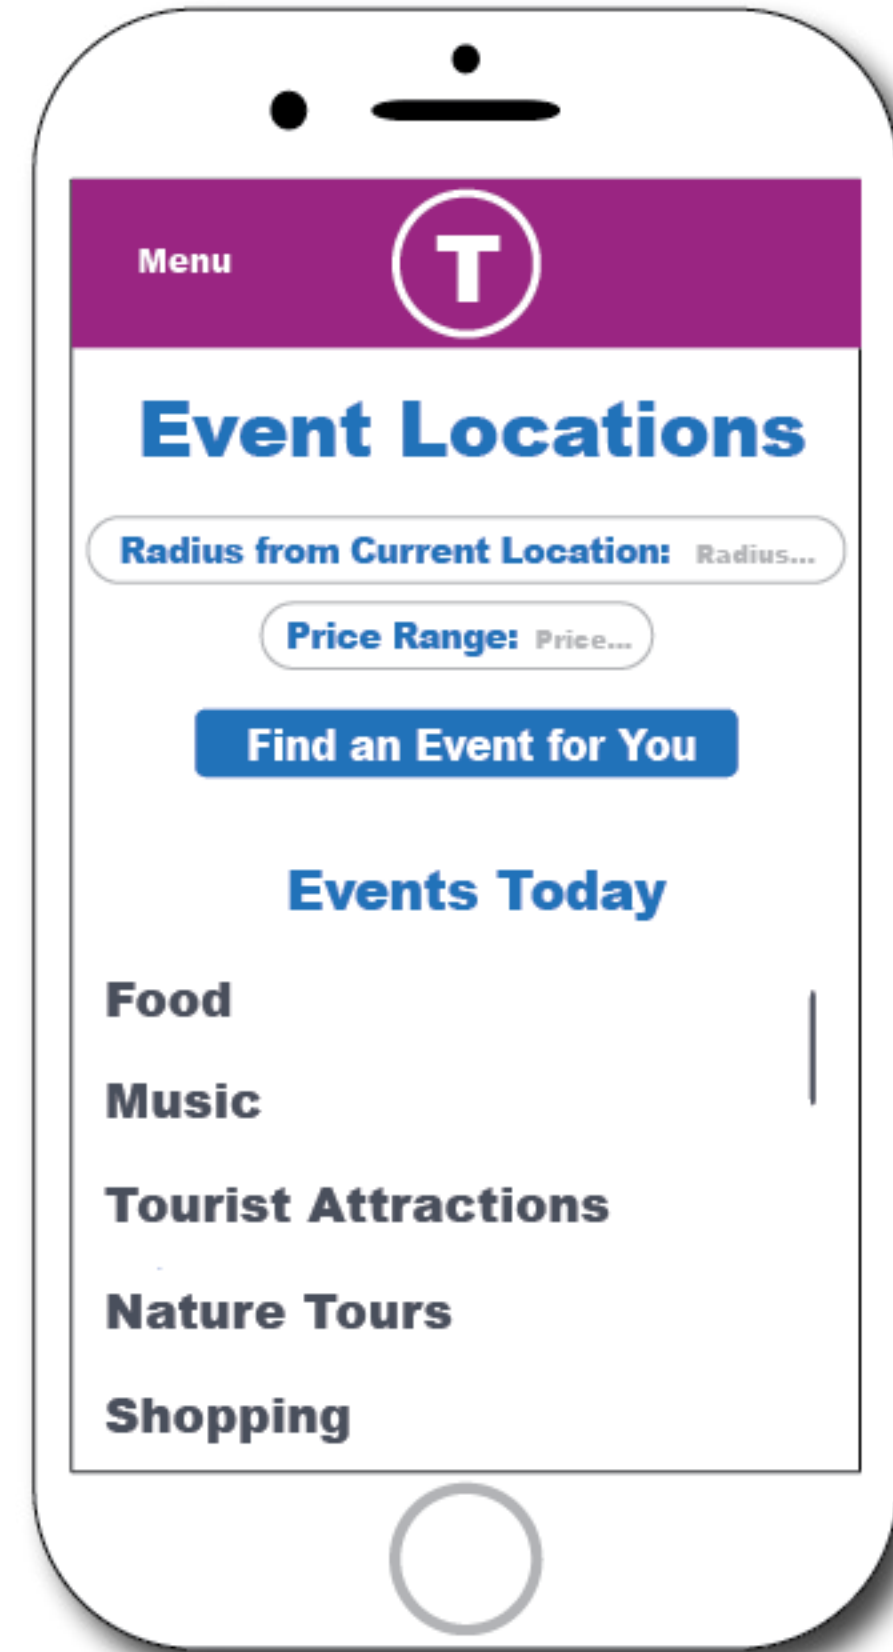 Menu
T
Event Locations
Radius from Current Location: Radius...
Price Range: Price...
Find an Event for You
Events Today
Food
Music
Tourist Attractions
Nature Tours
Shopping